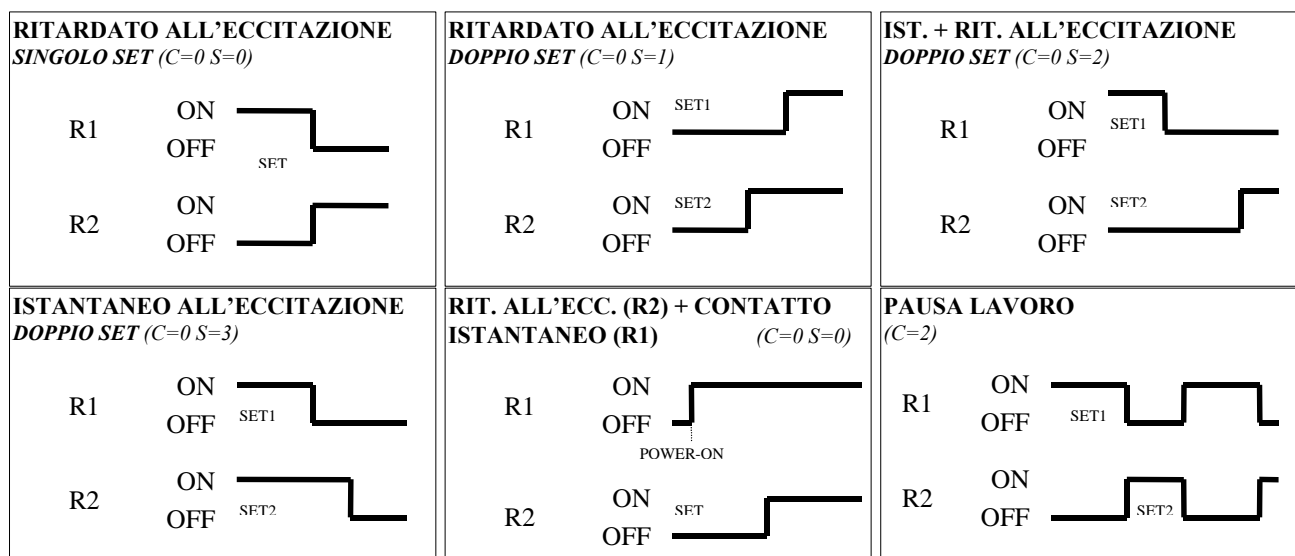 RITARDATO ALL’ECCITAZIONE
SINGOLO SET (C=0 S=0)
R1
ON
OFF
SET
R2
ON
OFF
RITARDATO ALL’ECCITAZIONE
DOPPIO SET (C=0 S=1)
R1
ON
OFF
SET1
R2
ON
OFF
SET2
IST. + RIT. ALL’ECCITAZIONE
DOPPIO SET (C=0 S=2)
R1
ON
OFF
SET1
R2
ON
OFF
SET2
ISTANTANEO ALL’ECCITAZIONE
DOPPIO SET (C=0 S=3)
R1
ON
OFF
SET1
R2
ON
OFF
SET2
RIT. ALL’ECC. (R2) + CONTATTO
ISTANTANEO (R1) (C=0 S=0)
R1
ON
OFF
POWER-ON
R2
ON
OFF
SET
PAUSA LAVORO
(C=2)
R1
ON
OFF
SET1
R2
ON
OFF
SET2